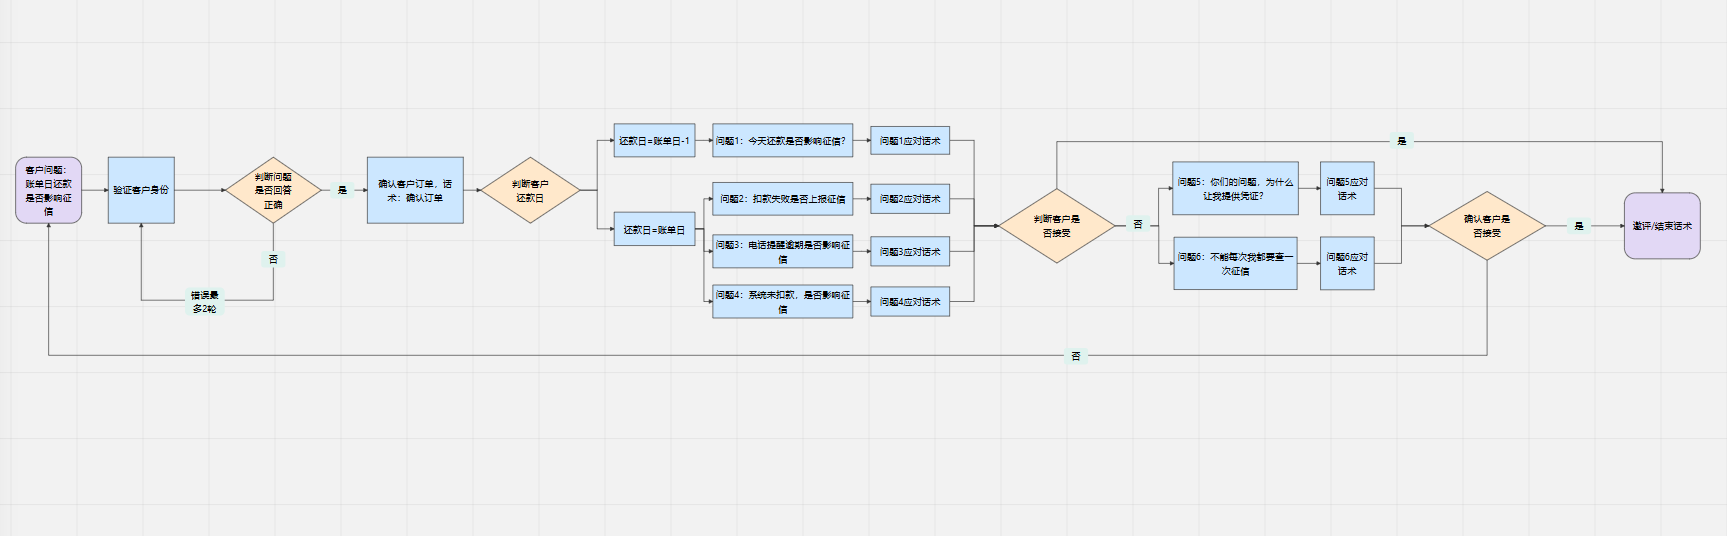 客户问题：
账单日还款
是否影响征
信
验证客户身份
判断问题
是否回答
正确
是
否
错误最
多2轮
确认客户订单，话
术：确认订单
判断客户
还款日
还款日=账单日-1
问题1：今天还款是否影响征信？
问题1应对话术
还款日=账单日
问题2：扣款失败是否上报征信
问题2应对话术
问题3：电话提醒逾期是否影响征
信
问题3应对话术
问题4：系统未扣款，是否影响征
信
问题4应对话术
判断客户是
否接受
是
否
问题5：你们的问题，为什么
让我提供凭证？
问题5应对
话术
问题6：不能每次我都要查一
次征信
问题6应对
话术
确认客户是
否接受
是
邀评/结束话术
否